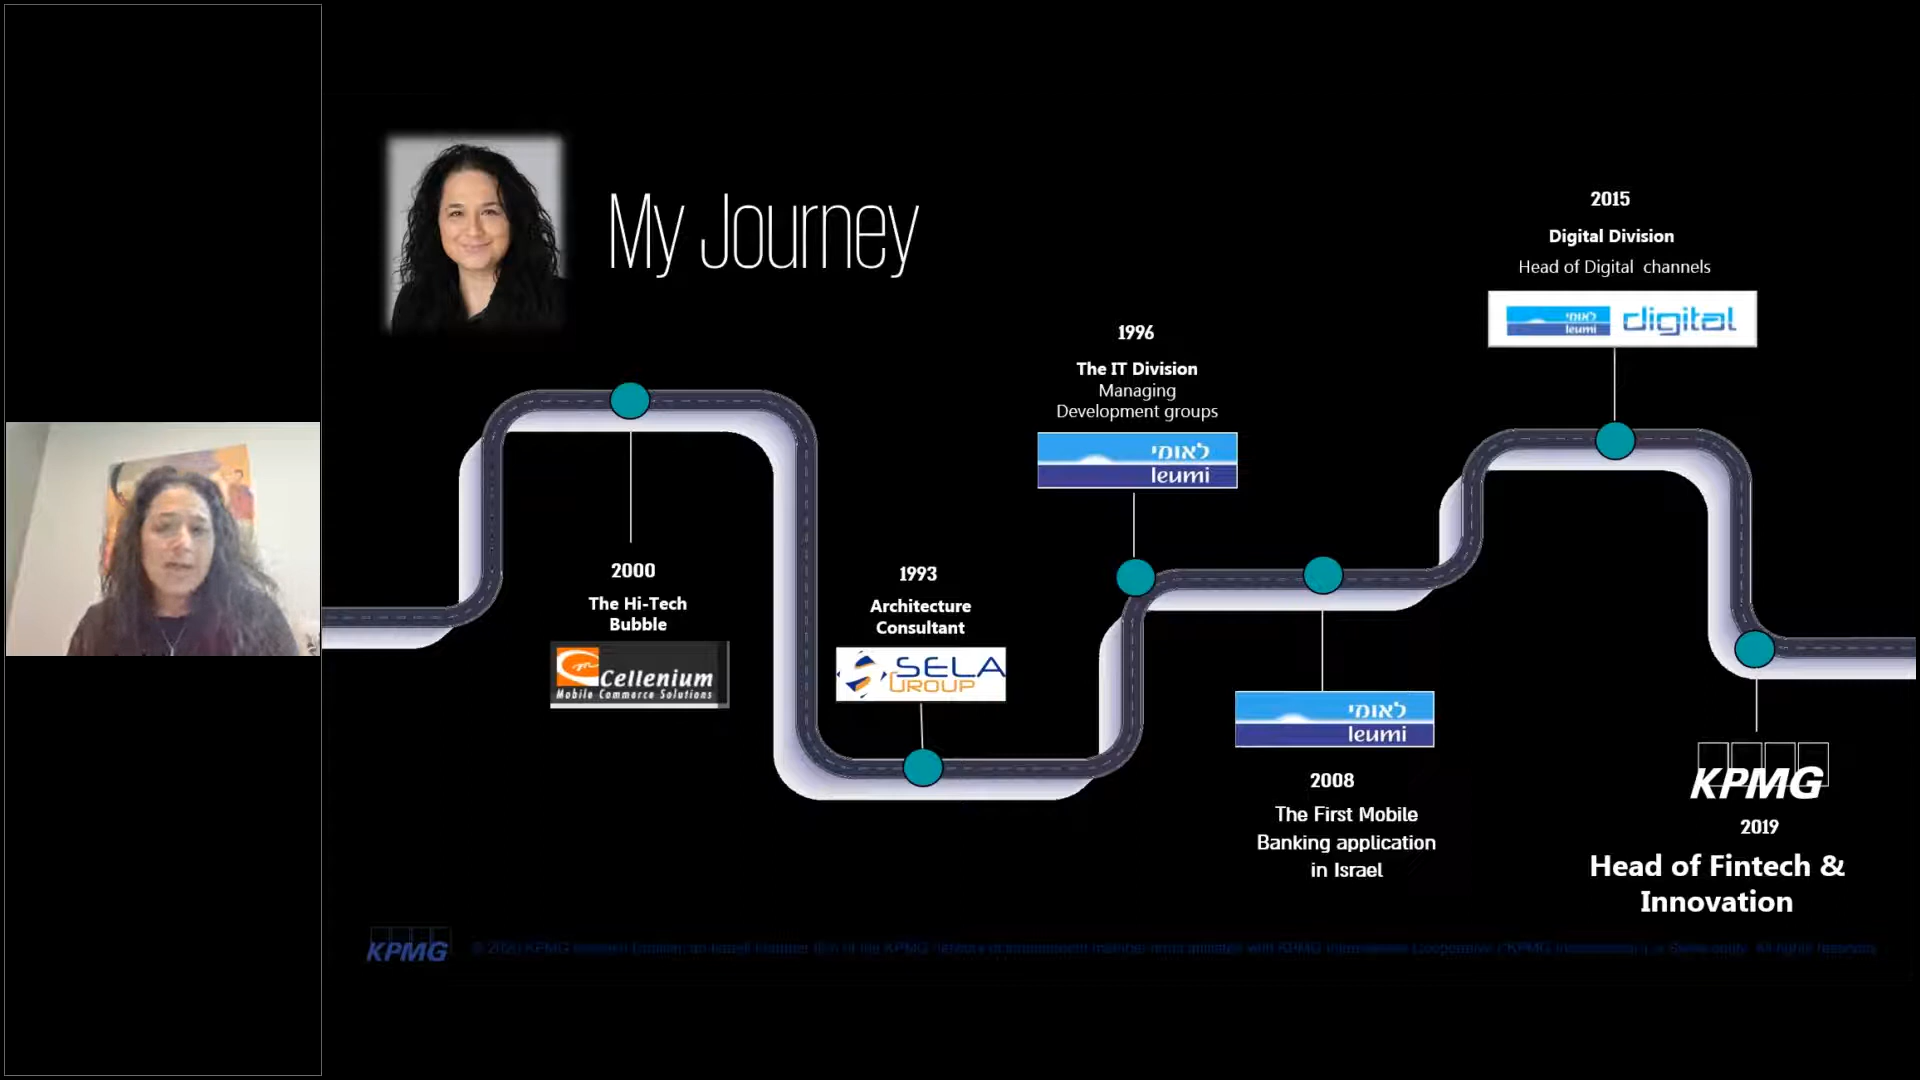 My Journey
2000
The Hi-Tech
Bubble
Cellenium
Mobile Commerce Solutions
1993
Architecture
Consultant
SELA
GROUP
1996
The IT Division
Managing
Development groups
לאומי
leumi
לאומי
leumi
2008
The First Mobile
Banking application
in Israel
2015
Digital Division
Head of Digital channels
לאומי
leumi
digital
KPMG
2019
Head of Fintech &
Innovation
KPMG